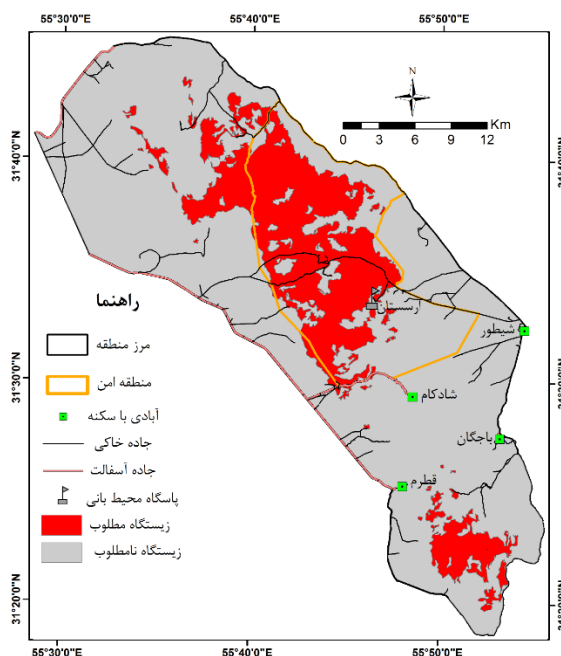 55°30'0"E
55°40'0"E
55°50'0"E
N
0 3 6 12 Km
31°40'0"N
31°30'0"N
31°20'0"N
آرسستان
شیطور
شادکام
باجگان
قطرم
راهنما
مرز منطقه
منطقه امن
آبادی با سکنه
جاده خاکی
جاده آسفالت
پاسگاه محیط بانی
زیستگاه مطلوب
زیستگاه نامطلوب
55°30'0"E
55°40'0"E
55°50'0"E